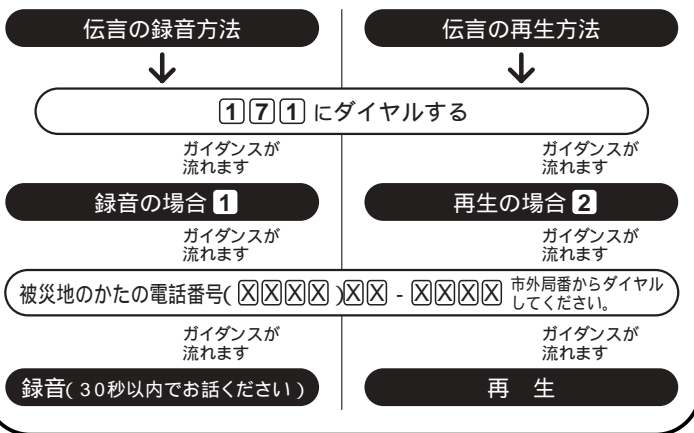 伝言の録音方法
伝言の再生方法
171にダイヤルする
ガイダンスが
流れます
ガイダンスが
流れます
録音の場合 1
再生の場合 2
ガイダンスが
流れます
ガイダンスが
流れます
被災地のかたの電話番号(XXXX)XX-XXXX 市外局番からダイヤル
してください。
ガイダンスが
流れます
ガイダンスが
流れます
録音(30秒以内でお話ください)
再 生